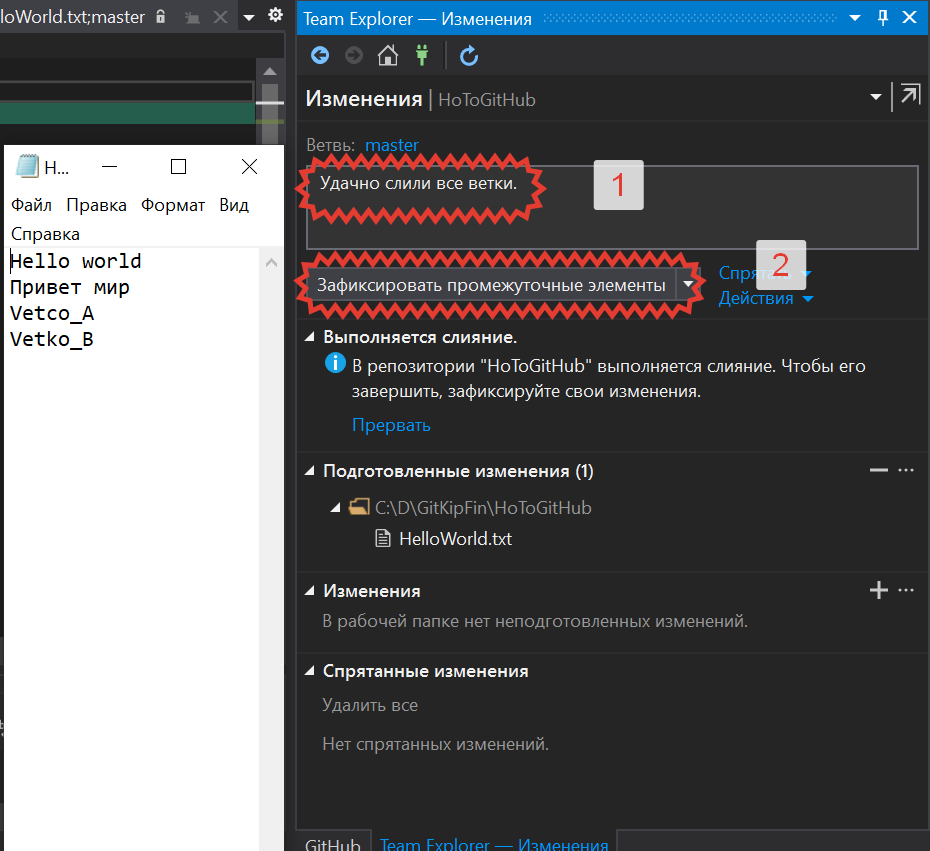 loWorld.txt;master
Team Explorer — Изменения
Изменения | HoToGitHub
Ветвь: master
Удачно слили все ветки.
1
Зафиксировать промежуточные элементы
2
Действия
Выполняется слияние.
В репозитории "HoToGitHub" выполняется слияние. Чтобы его
завершить, зафиксируйте свои изменения.
Прервать
Подготовленные изменения (1)
C:\D\GitKipFin\HoToGitHub
HelloWorld.txt
Изменения
В рабочей папке нет неподготовленных изменений.
Спрятанные изменения
Удалить все
Нет спрятанных изменений.
GitHub
Team Explorer — Изменения
H...
Файл Правка Формат Вид
Справка
Hello world
Привет мир
Vetco_A
Vetko_B